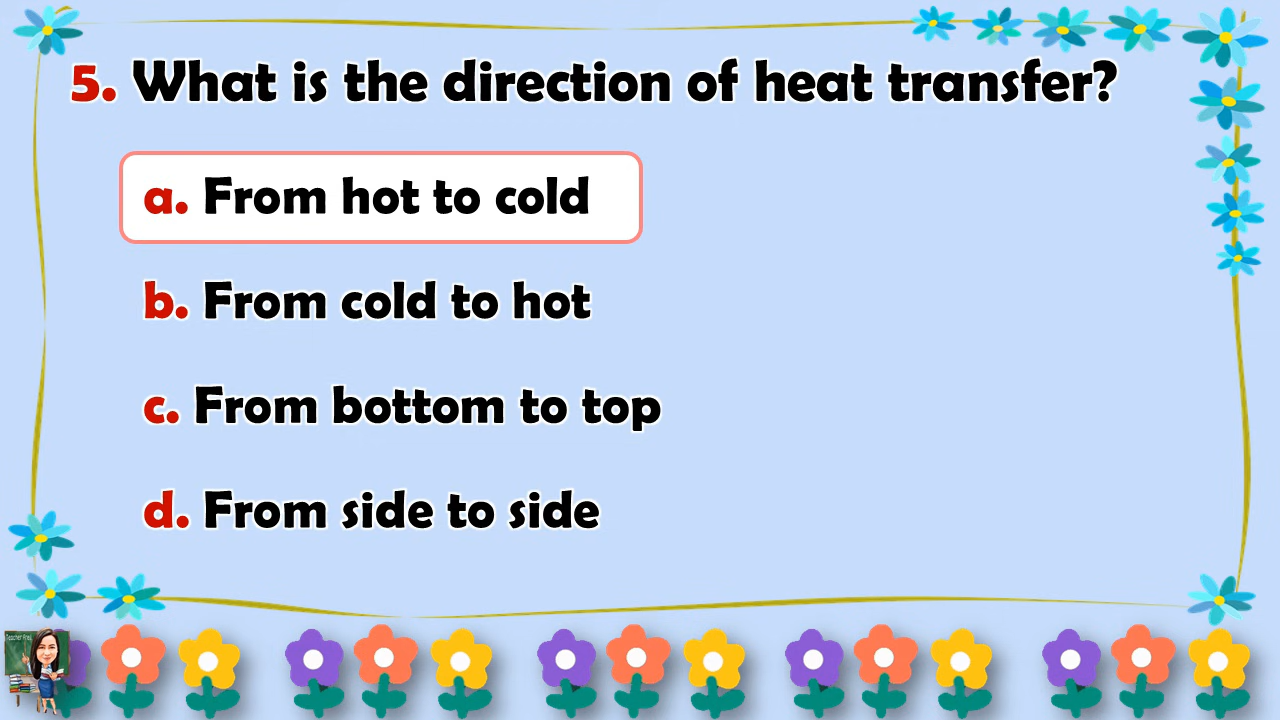 5. What is the direction of heat transfer?
a. From hot to cold
b. From cold to hot
c. From bottom to top
d. From side to side